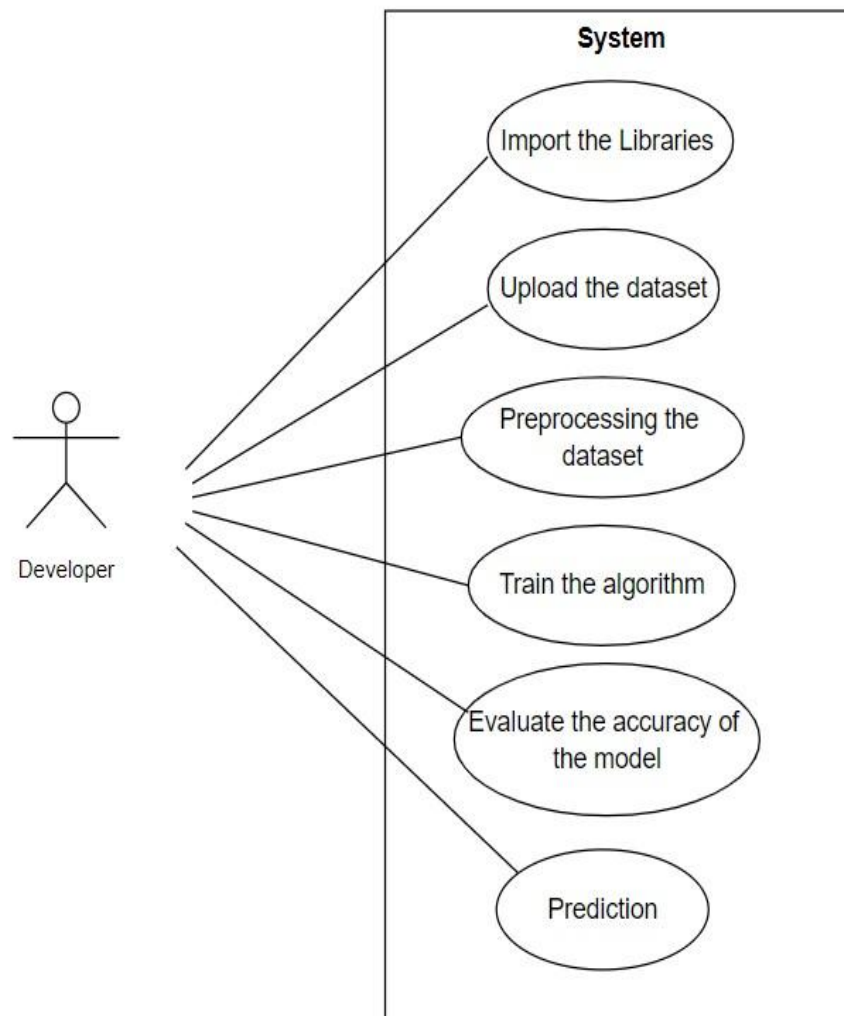 System
Import the Libraries
Upload the dataset
Preprocessing the
dataset
Train the algorithm
Developer
Evaluate the accuracy of
the model
Prediction